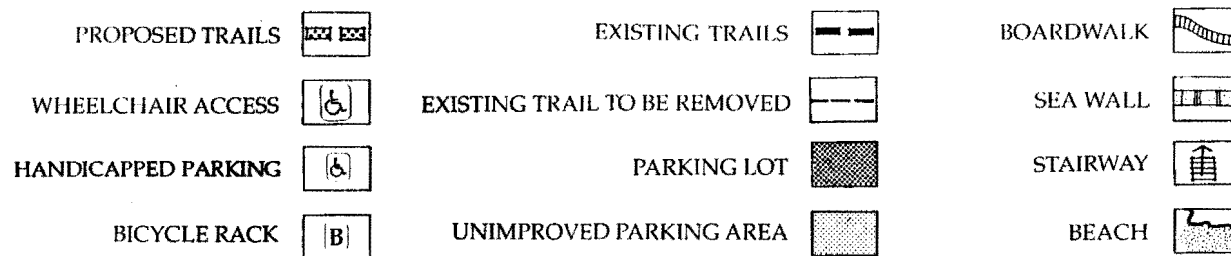 PROPOSED TRAILS
WHEELCHAIR ACCESS
HANDICAPPED PARKING
BICYCLE RACK
B
EXISTING TRAILS
EXISTING TRAIL TO BE REMOVED
PARKING LOT
UNIMPROVED PARKING AREA
BOARDWALK
SEA WALL
STAIRWAY
BEACH